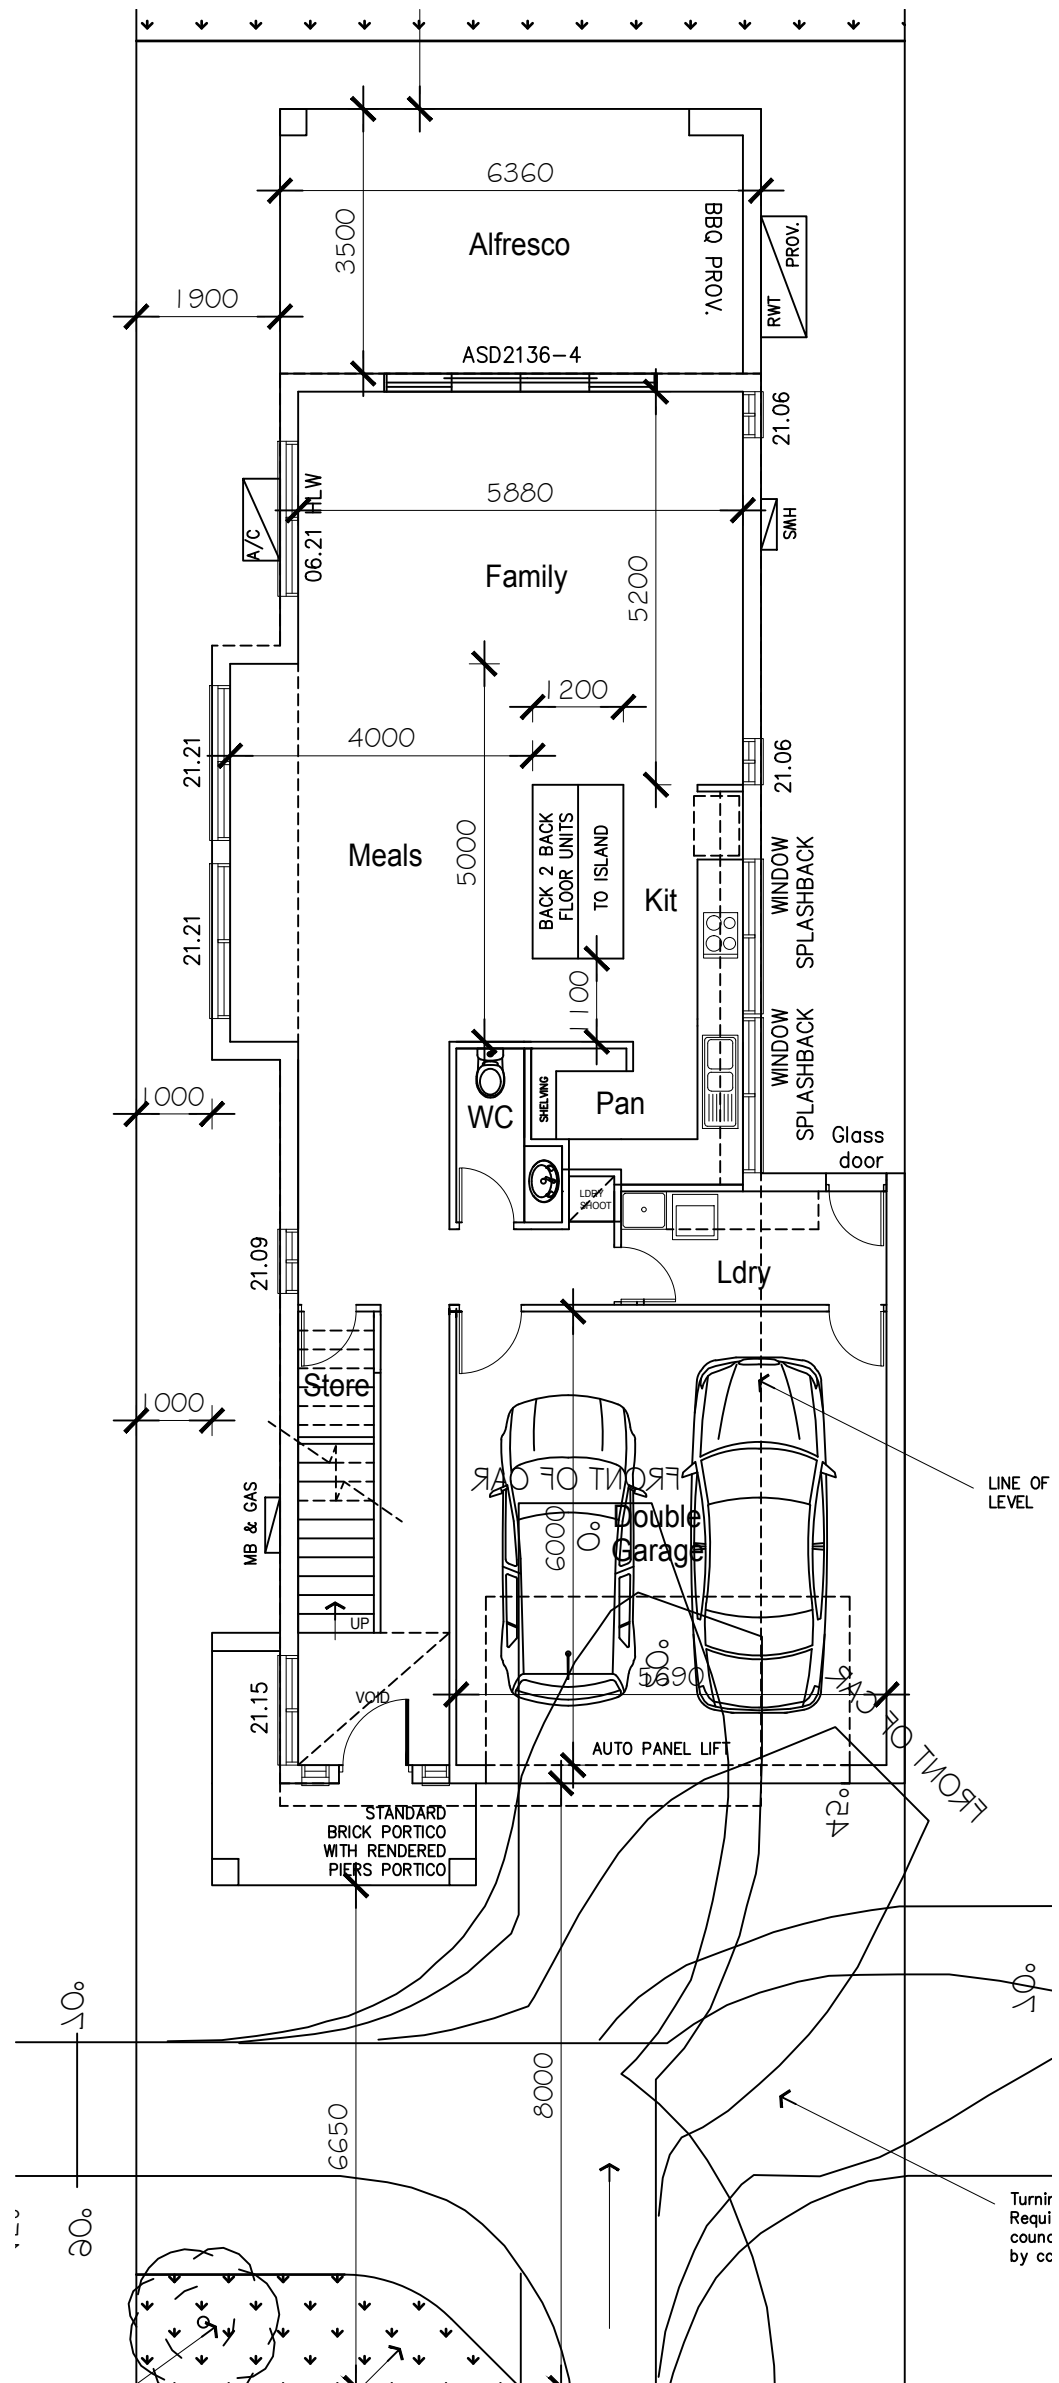 6360
3500
Alfresco
BBQ PROV.
RWT
PROV.
1900
ASD2136-4
21.06
5880
A/C
06.21 HLW
SMH
Family
5200
1200
4000
21.21
21.06
Meals
5000
BACK 2 BACK
FLOOR UNITS
TO ISLAND
Kit
WINDOW
SPLASHBACK
21.21
1100
WINDOW
SPLASHBACK
1000
WC
SHELVING
Pan
Glass
door
LDRY
SHOOT
21.09
Ldry
Store
1000
FRONT OF CAR
LINE OF
LEVEL
MB & GAS
Double
Garage
6000
0°
UP
21.15
VOID
10°
5690
AUTO PANEL LIFT
FRONT OF CAR
45°
STANDARD
BRICK PORTICO
WITH RENDERED
PIERS PORTICO
6650
8000
Requi
by co